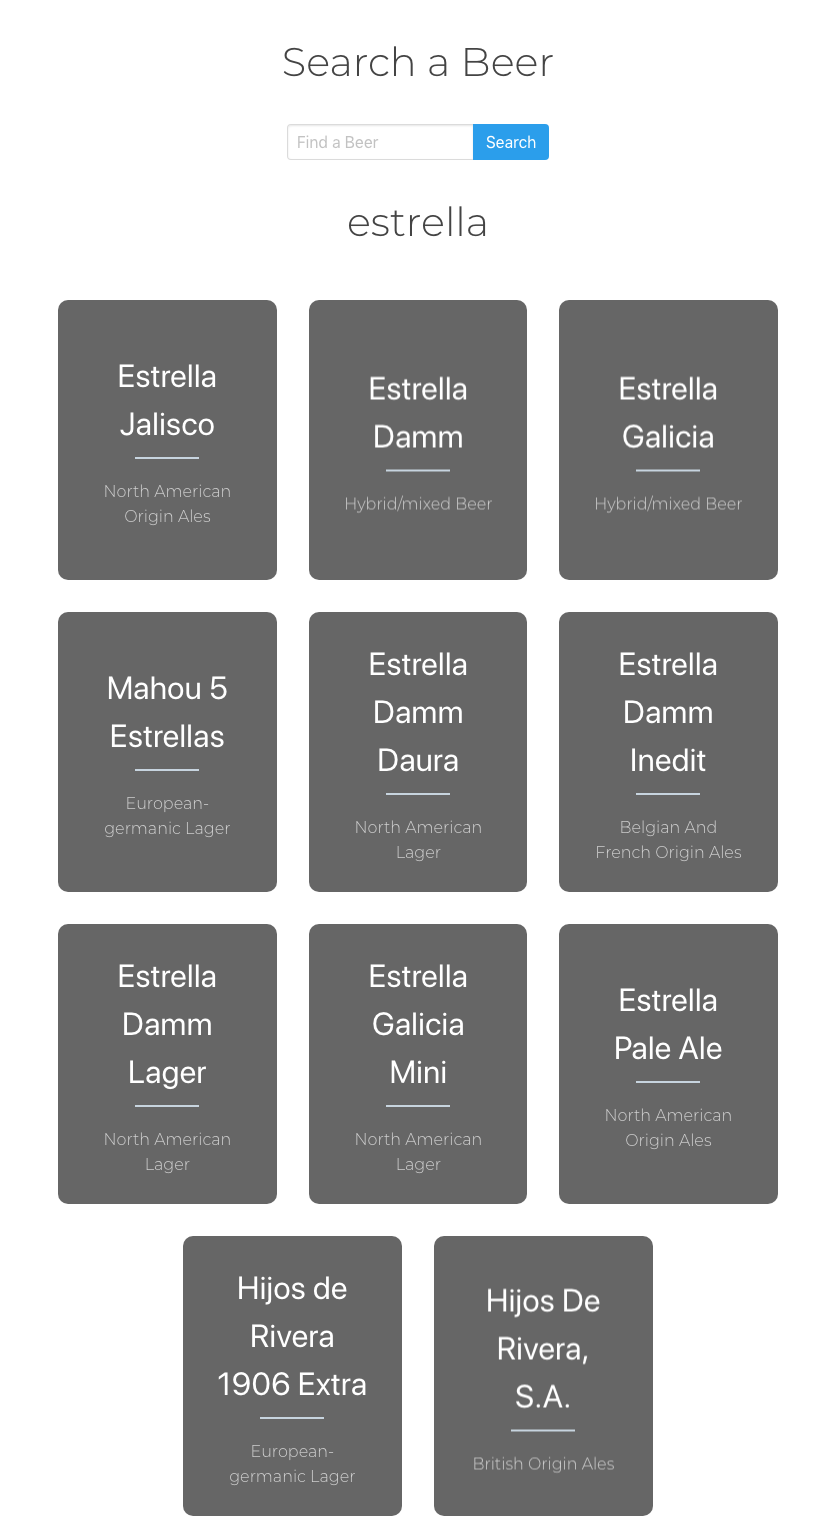 Search a Beer
Find a Beer
Search
estrella
Estrella
Jalisco
North American
Origin Ales
Estrella
Damm
Hybrid/mixed Beer
Estrella
Galicia
Hybrid/mixed Beer
Mahou 5
Estrellas
European-
germanic Lager
Estrella
Damm
Daura
North American
Lager
Estrella
Damm
Inedit
Belgian And
French Origin Ales
Estrella
Damm
Lager
North American
Lager
Estrella
Galicia
Mini
North American
Lager
Estrella
Pale Ale
North American
Origin Ales
Hijos de
Rivera
1906 Extra
European-
germanic Lager
Hijos De
Rivera,
S.A.
British Origin Ales